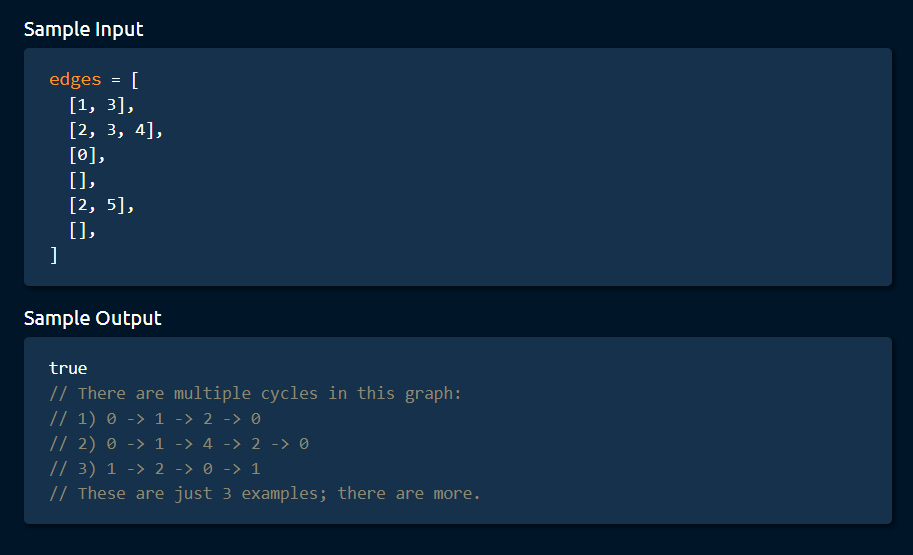 Sample Input
edges = [
  [1, 3],
  [2, 3, 4],
  [0],
  [],
  [2, 5],
  [],
]
Sample Output
true
// There are multiple cycles in this graph:
// 1) 0 -> 1 -> 2 -> 0
// 2) 0 -> 1 -> 4 -> 2 -> 0
// 3) 1 -> 2 -> 0 -> 1
// These are just 3 examples; there are more.